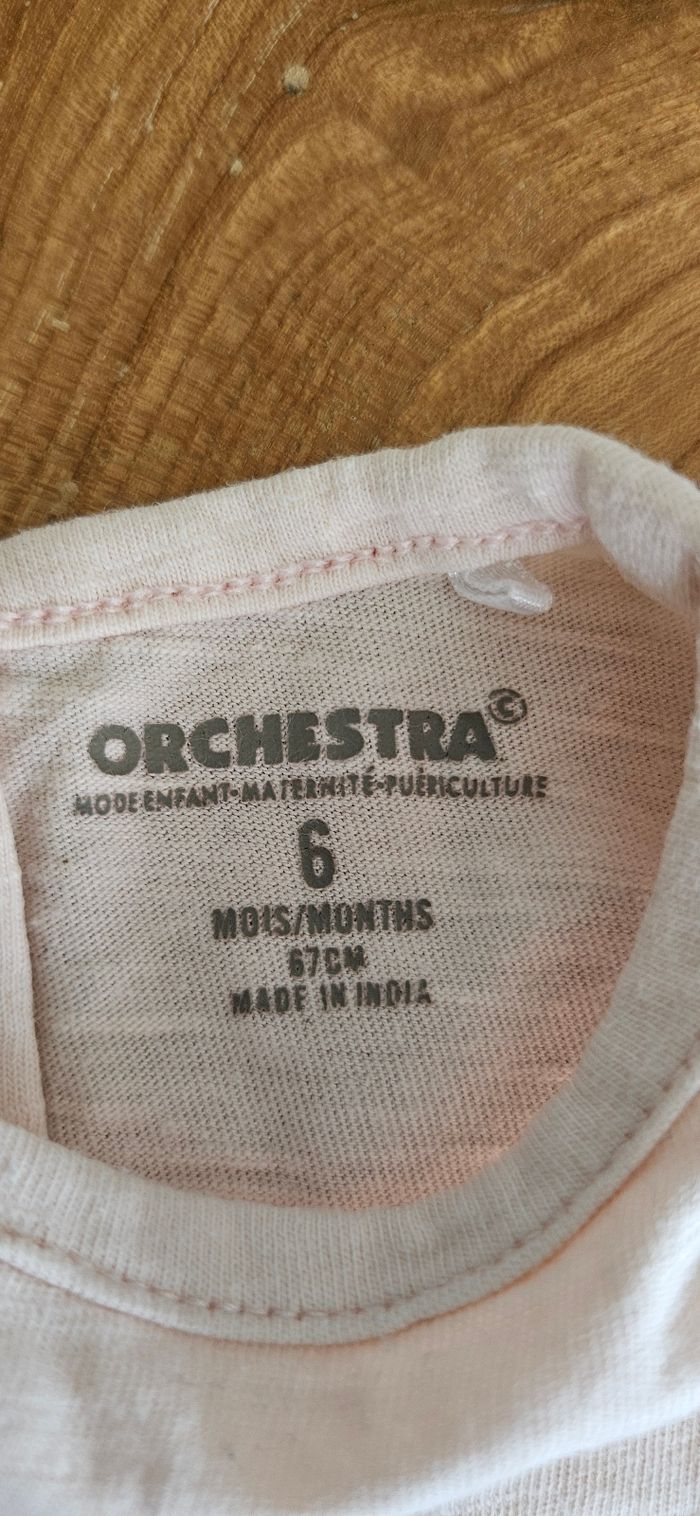 ORCHESTRA©
MODE ENFANT-MATERNITÉ-PUÉRICULTURE
6
MOIS/MONTHS
67CM
MADE IN INDIA